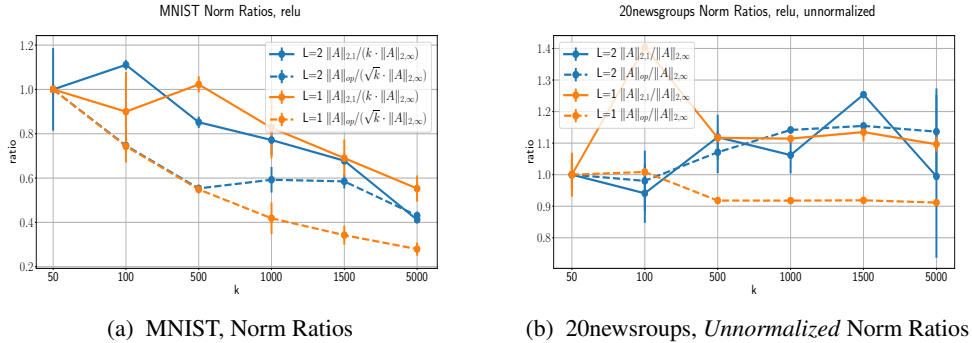 MNIST Norm Ratios, relu
1.2
1.0
0.8
0.6
0.4
0.2
ratio
L=2 ‖A‖2,1/(k · ‖A‖2,∞)
L=2 ‖A‖op/(√k · ‖A‖2,∞)
L=1 ‖A‖2,1/(k · ‖A‖2,∞)
L=1 ‖A‖op/(√k · ‖A‖2,∞)
50 100 500 1000 1500 5000
k
(a) MNIST, Norm Ratios
20newsgroups Norm Ratios, relu, unnormalized
1.4
1.3
1.2
1.1
1.0
0.9
0.8
ratio
L=2 ‖A‖2,1/‖A‖2,∞
L=2 ‖A‖op/‖A‖2,∞
L=1 ‖A‖2,1/‖A‖2,∞
L=1 ‖A‖op/‖A‖2,∞
50 100 500 1000 1500 5000
k
(b) 20newsroups, Unnormalized Norm Ratios